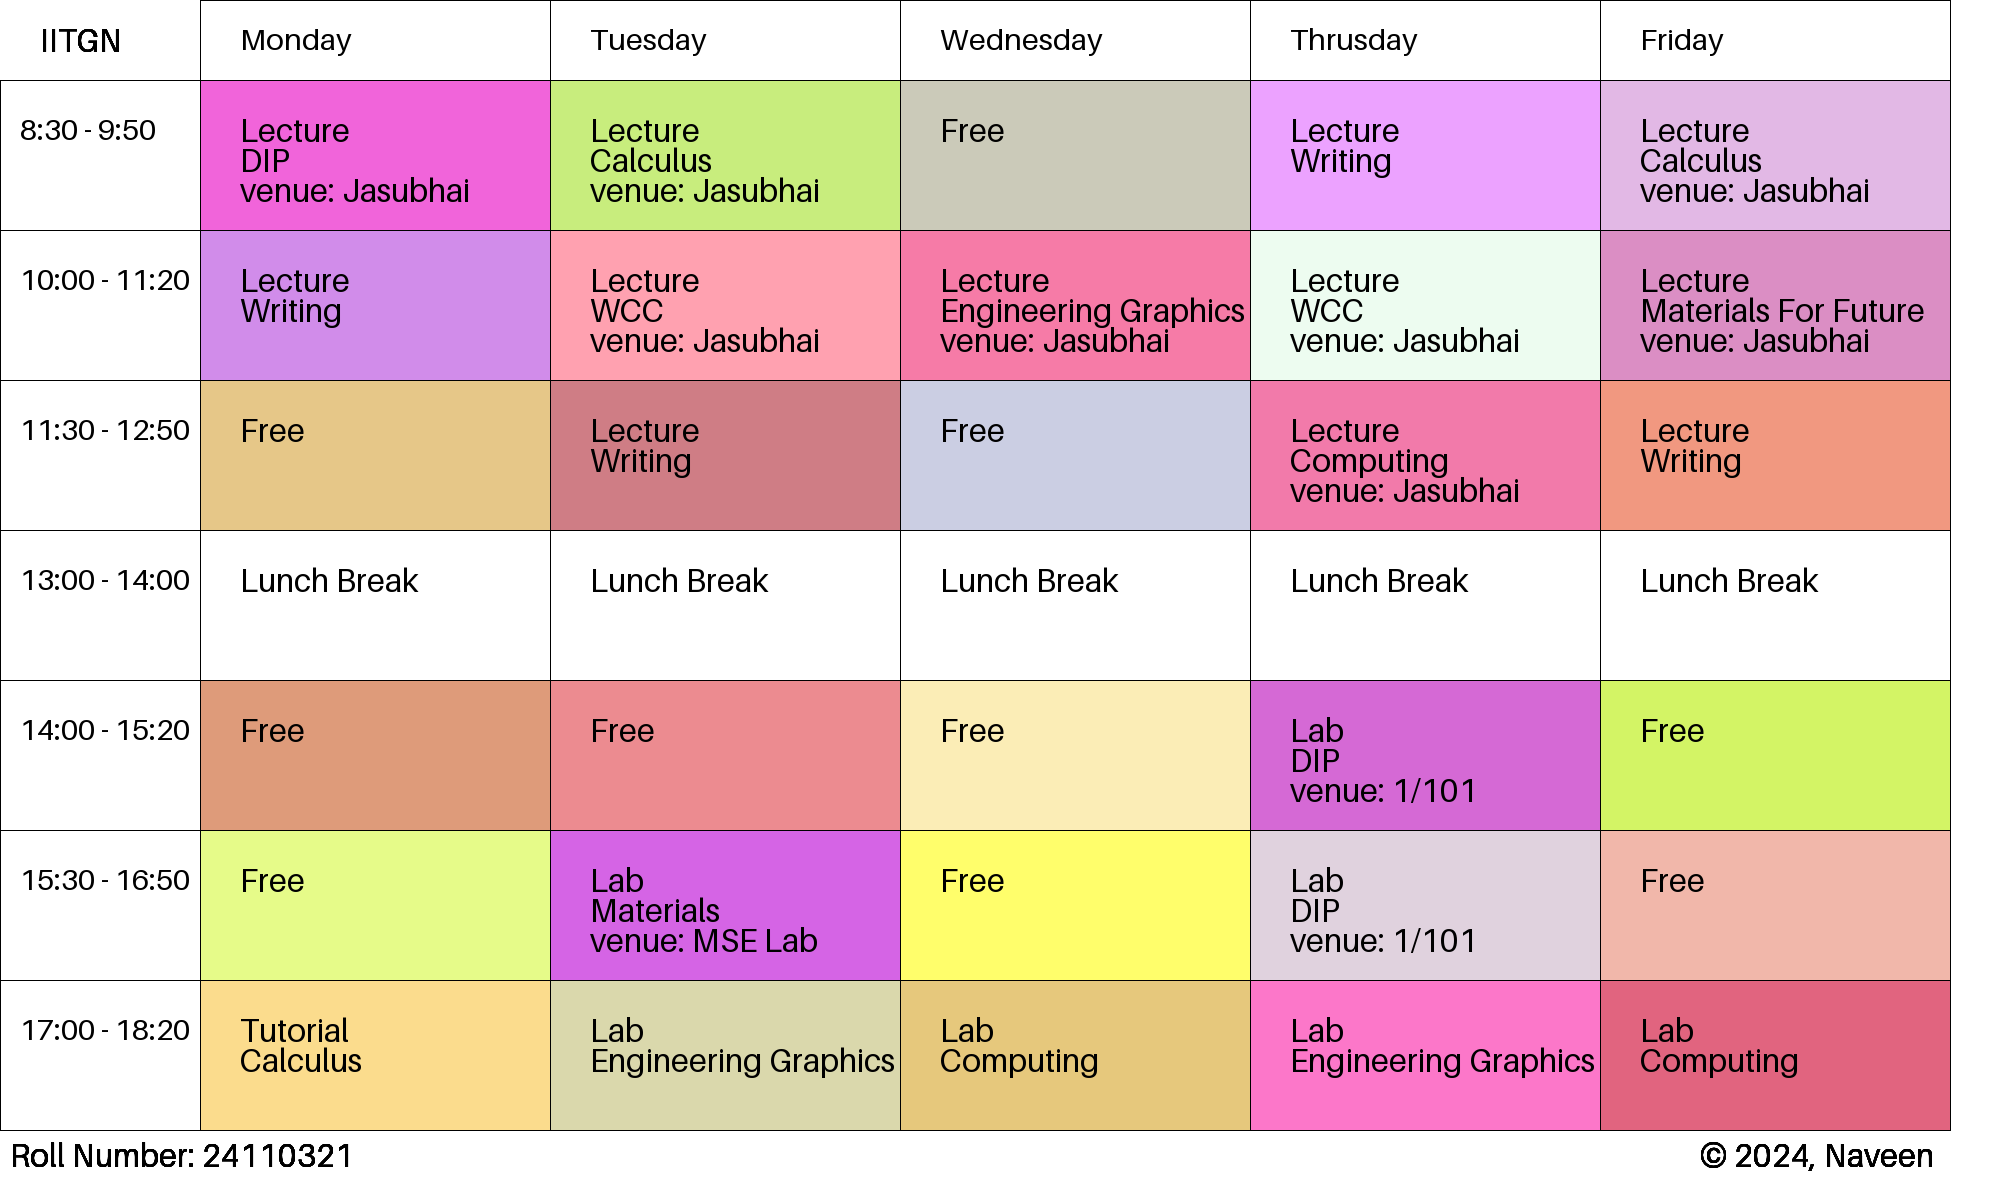 IITGN Monday Tuesday Wednesday Thrusday Friday
8:30 - 9:50
Lecture
DIP
venue: Jasubhai
Lecture
Calculus
venue: Jasubhai
Free
Lecture
Writing
Lecture
Calculus
venue: Jasubhai
10:00 - 11:20
Lecture
Writing
Lecture
WCC
venue: Jasubhai
Lecture
Engineering Graphics
venue: Jasubhai
Lecture
WCC
venue: Jasubhai
Lecture
Materials For Future
venue: Jasubhai
11:30 - 12:50
Free
Lecture
Writing
Free
Lecture
Computing
venue: Jasubhai
Lecture
Writing
13:00 - 14:00
Lunch Break
Lunch Break
Lunch Break
Lunch Break
Lunch Break
14:00 - 15:20
Free
Free
Free
Lab
DIP
venue: 1/101
Free
15:30 - 16:50
Free
Lab
Materials
venue: MSE Lab
Free
Lab
DIP
venue: 1/101
Free
17:00 - 18:20
Tutorial
Calculus
Lab
Engineering Graphics
Lab
Computing
Lab
Engineering Graphics
Lab
Computing
Roll Number: 24110321
© 2024, Naveen